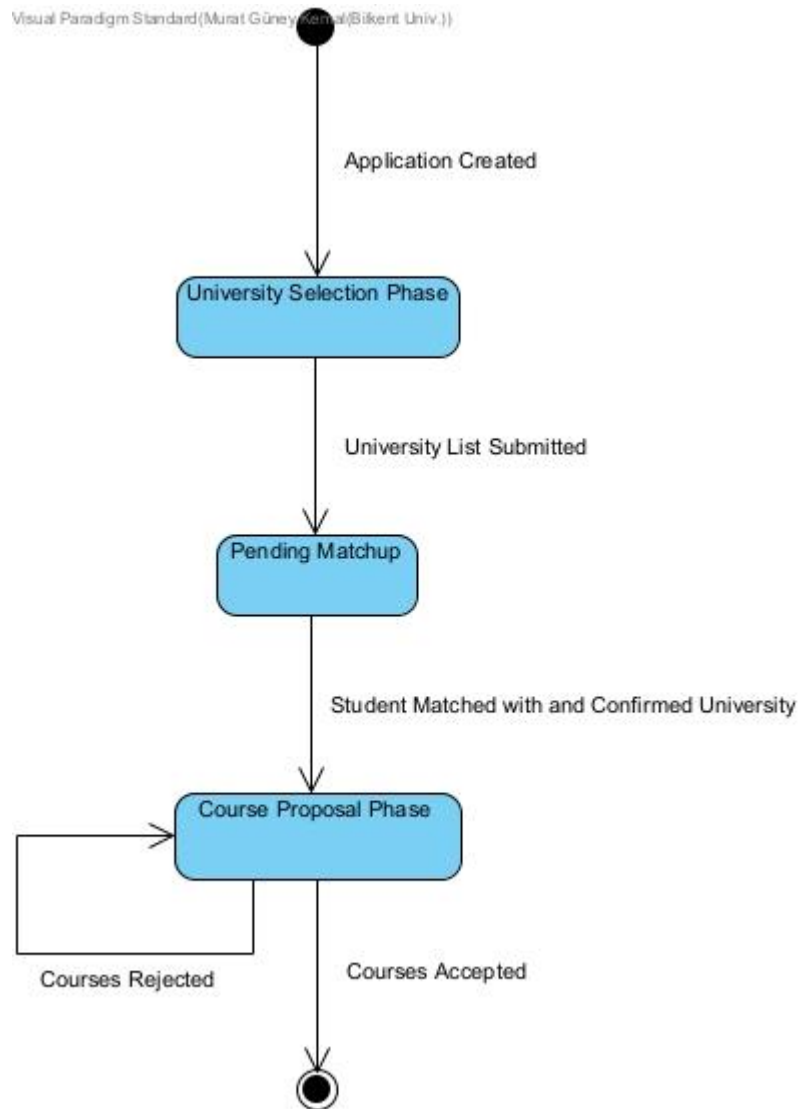 Visual Paradigm Standard(Murat Güney Kemal(Bilkent Univ.))
Application Created
University Selection Phase
University List Submitted
Pending Matchup
Student Matched with and Confirmed University
Course Proposal Phase
Courses Rejected
Courses Accepted